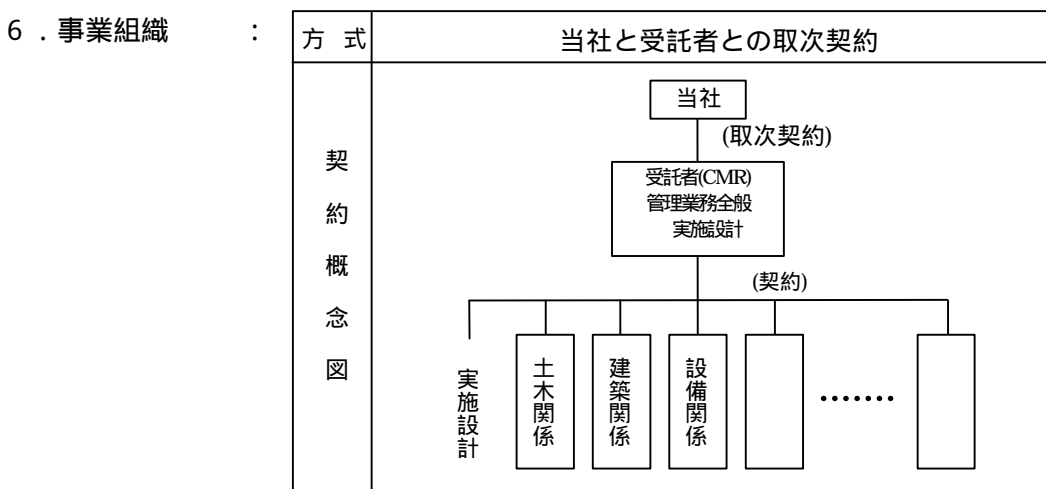 6．事業組織　：
方 式
当社と受託者との取次契約
契約概念図
当社
(取次契約)
受託者(CMR)
管理業務全般
実施設計
(契約)
実施設計
土木関係
建築関係
設備関係
･･･････